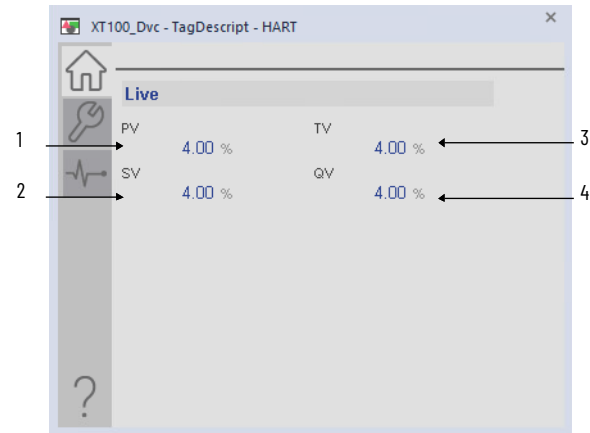 XT100_Dvc - TagDescript - HART ×
Live
PV TV
1 4.00 % 4.00 % 3
SV QV
2 4.00 % 4.00 % 4
?